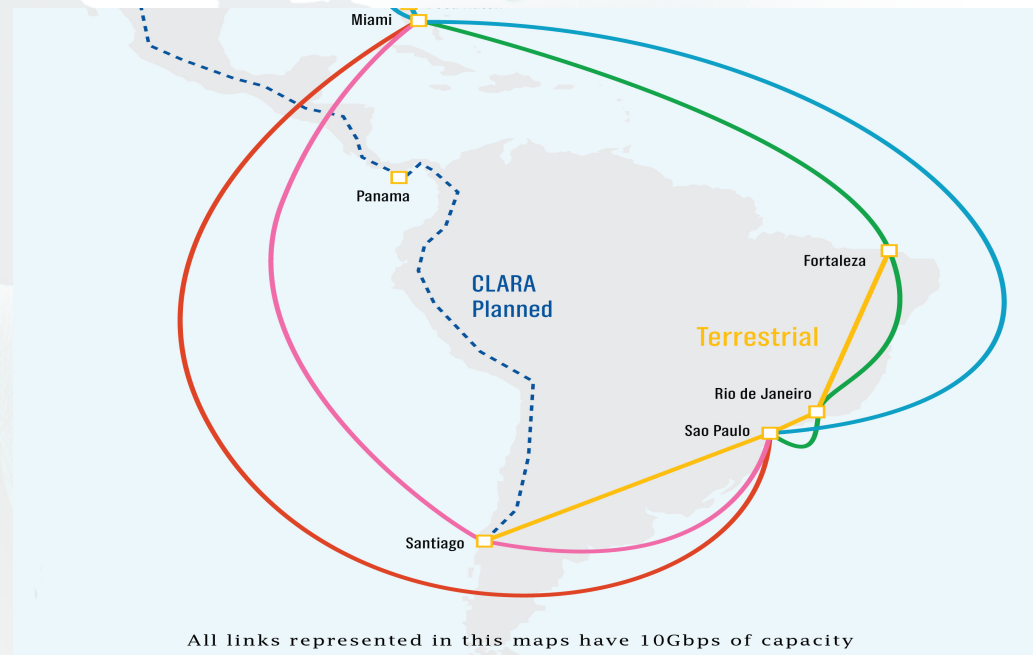 Miami
Panama
Fortaleza
CLARA
Planned
Terrestrial
Rio de Janeiro
Sao Paulo
Santiago
All links represented in this maps have 10Gbps of capacity